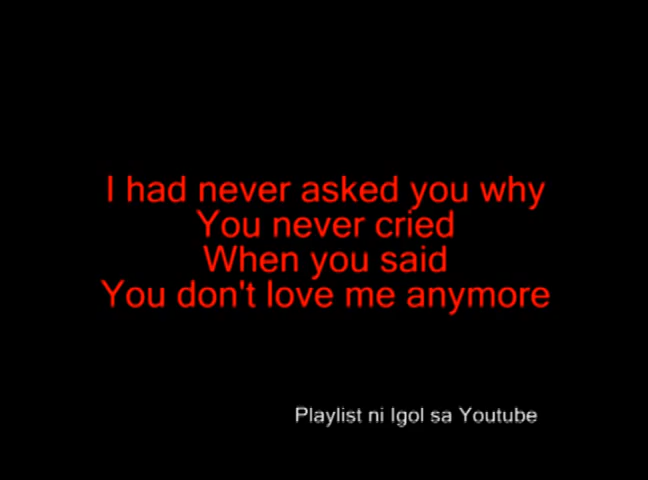 I had never asked you why
You never cried
When you said
You don't love me anymore
Playlist ni Igol sa Youtube